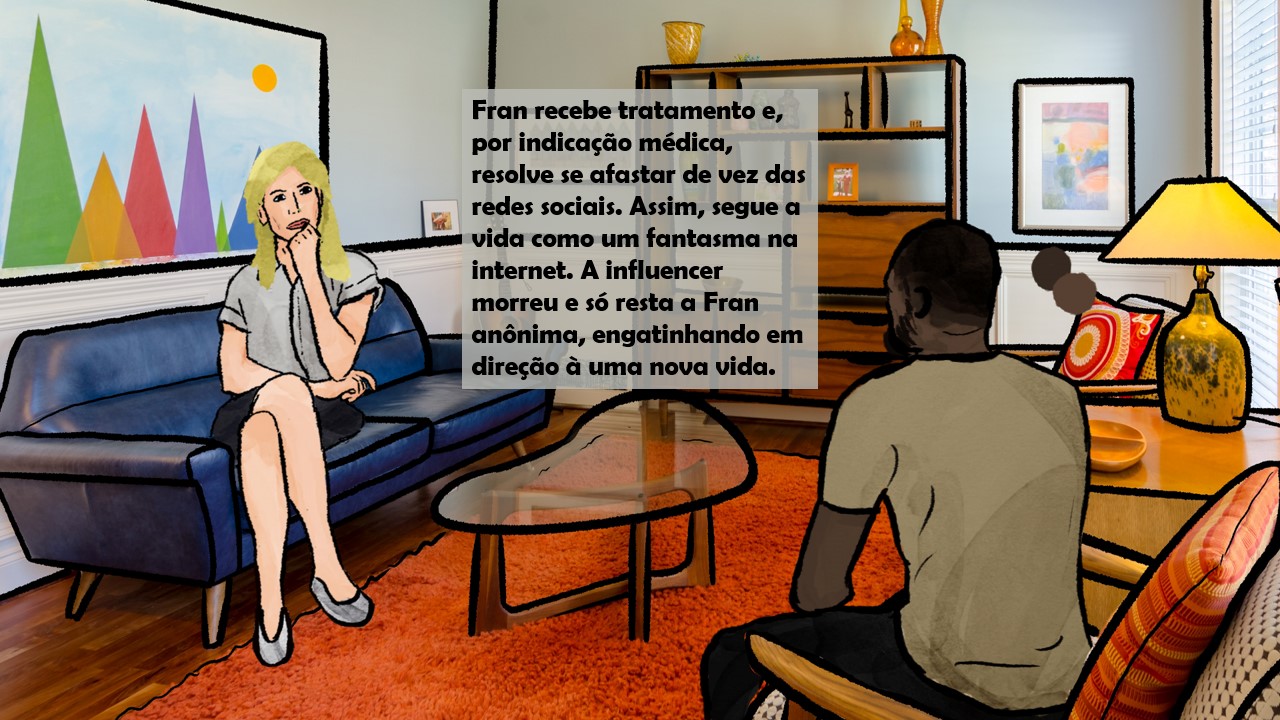 Fran recebe tratamento e,
por indicação médica,
resolve se afastar de vez das
redes sociais. Assim, segue a
vida como um fantasma na
internet. A influencer
morreu e só resta a Fran
anônima, engatinhando em
direção à uma nova vida.